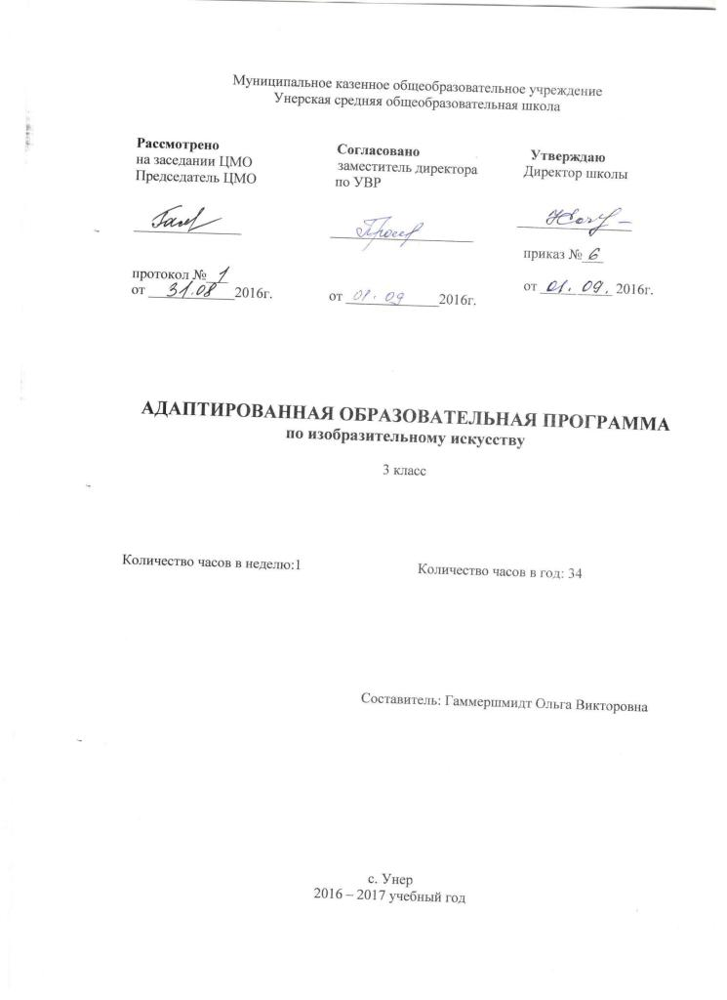 Муниципальное казенное общеобразовательное учреждение
Унерская средняя общеобразовательная школа
Рассмотрено
на заседании ЦМО
Председатель ЦМО
протокол № 1
от 31.08 2016г.
Согласовано
заместитель директора
по УВР
от 01.09 2016г.
Утверждаю
Директор школы
приказ № 6
от 01.09. 2016г.
АДАПТИРОВАННАЯ ОБРАЗОВАТЕЛЬНАЯ ПРОГРАММА
по изобразительному искусству
3 класс
Количество часов в неделю:1
Количество часов в год: 34
Составитель: Гаммершмидт Ольга Викторовна
с. Унер
2016 – 2017 учебный год